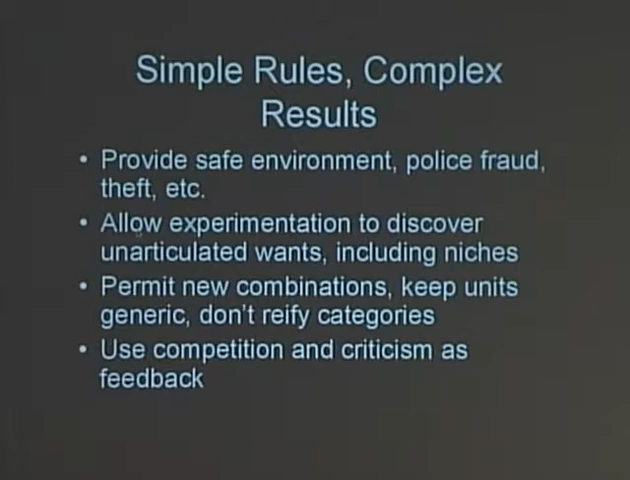 Simple Rules, Complex
Results
• Provide safe environment, police fraud,
theft, etc.
• Allow experimentation to discover
unarticulated wants, including niches
• Permit new combinations, keep units
generic, don't reify categories
• Use competition and criticism as
feedback